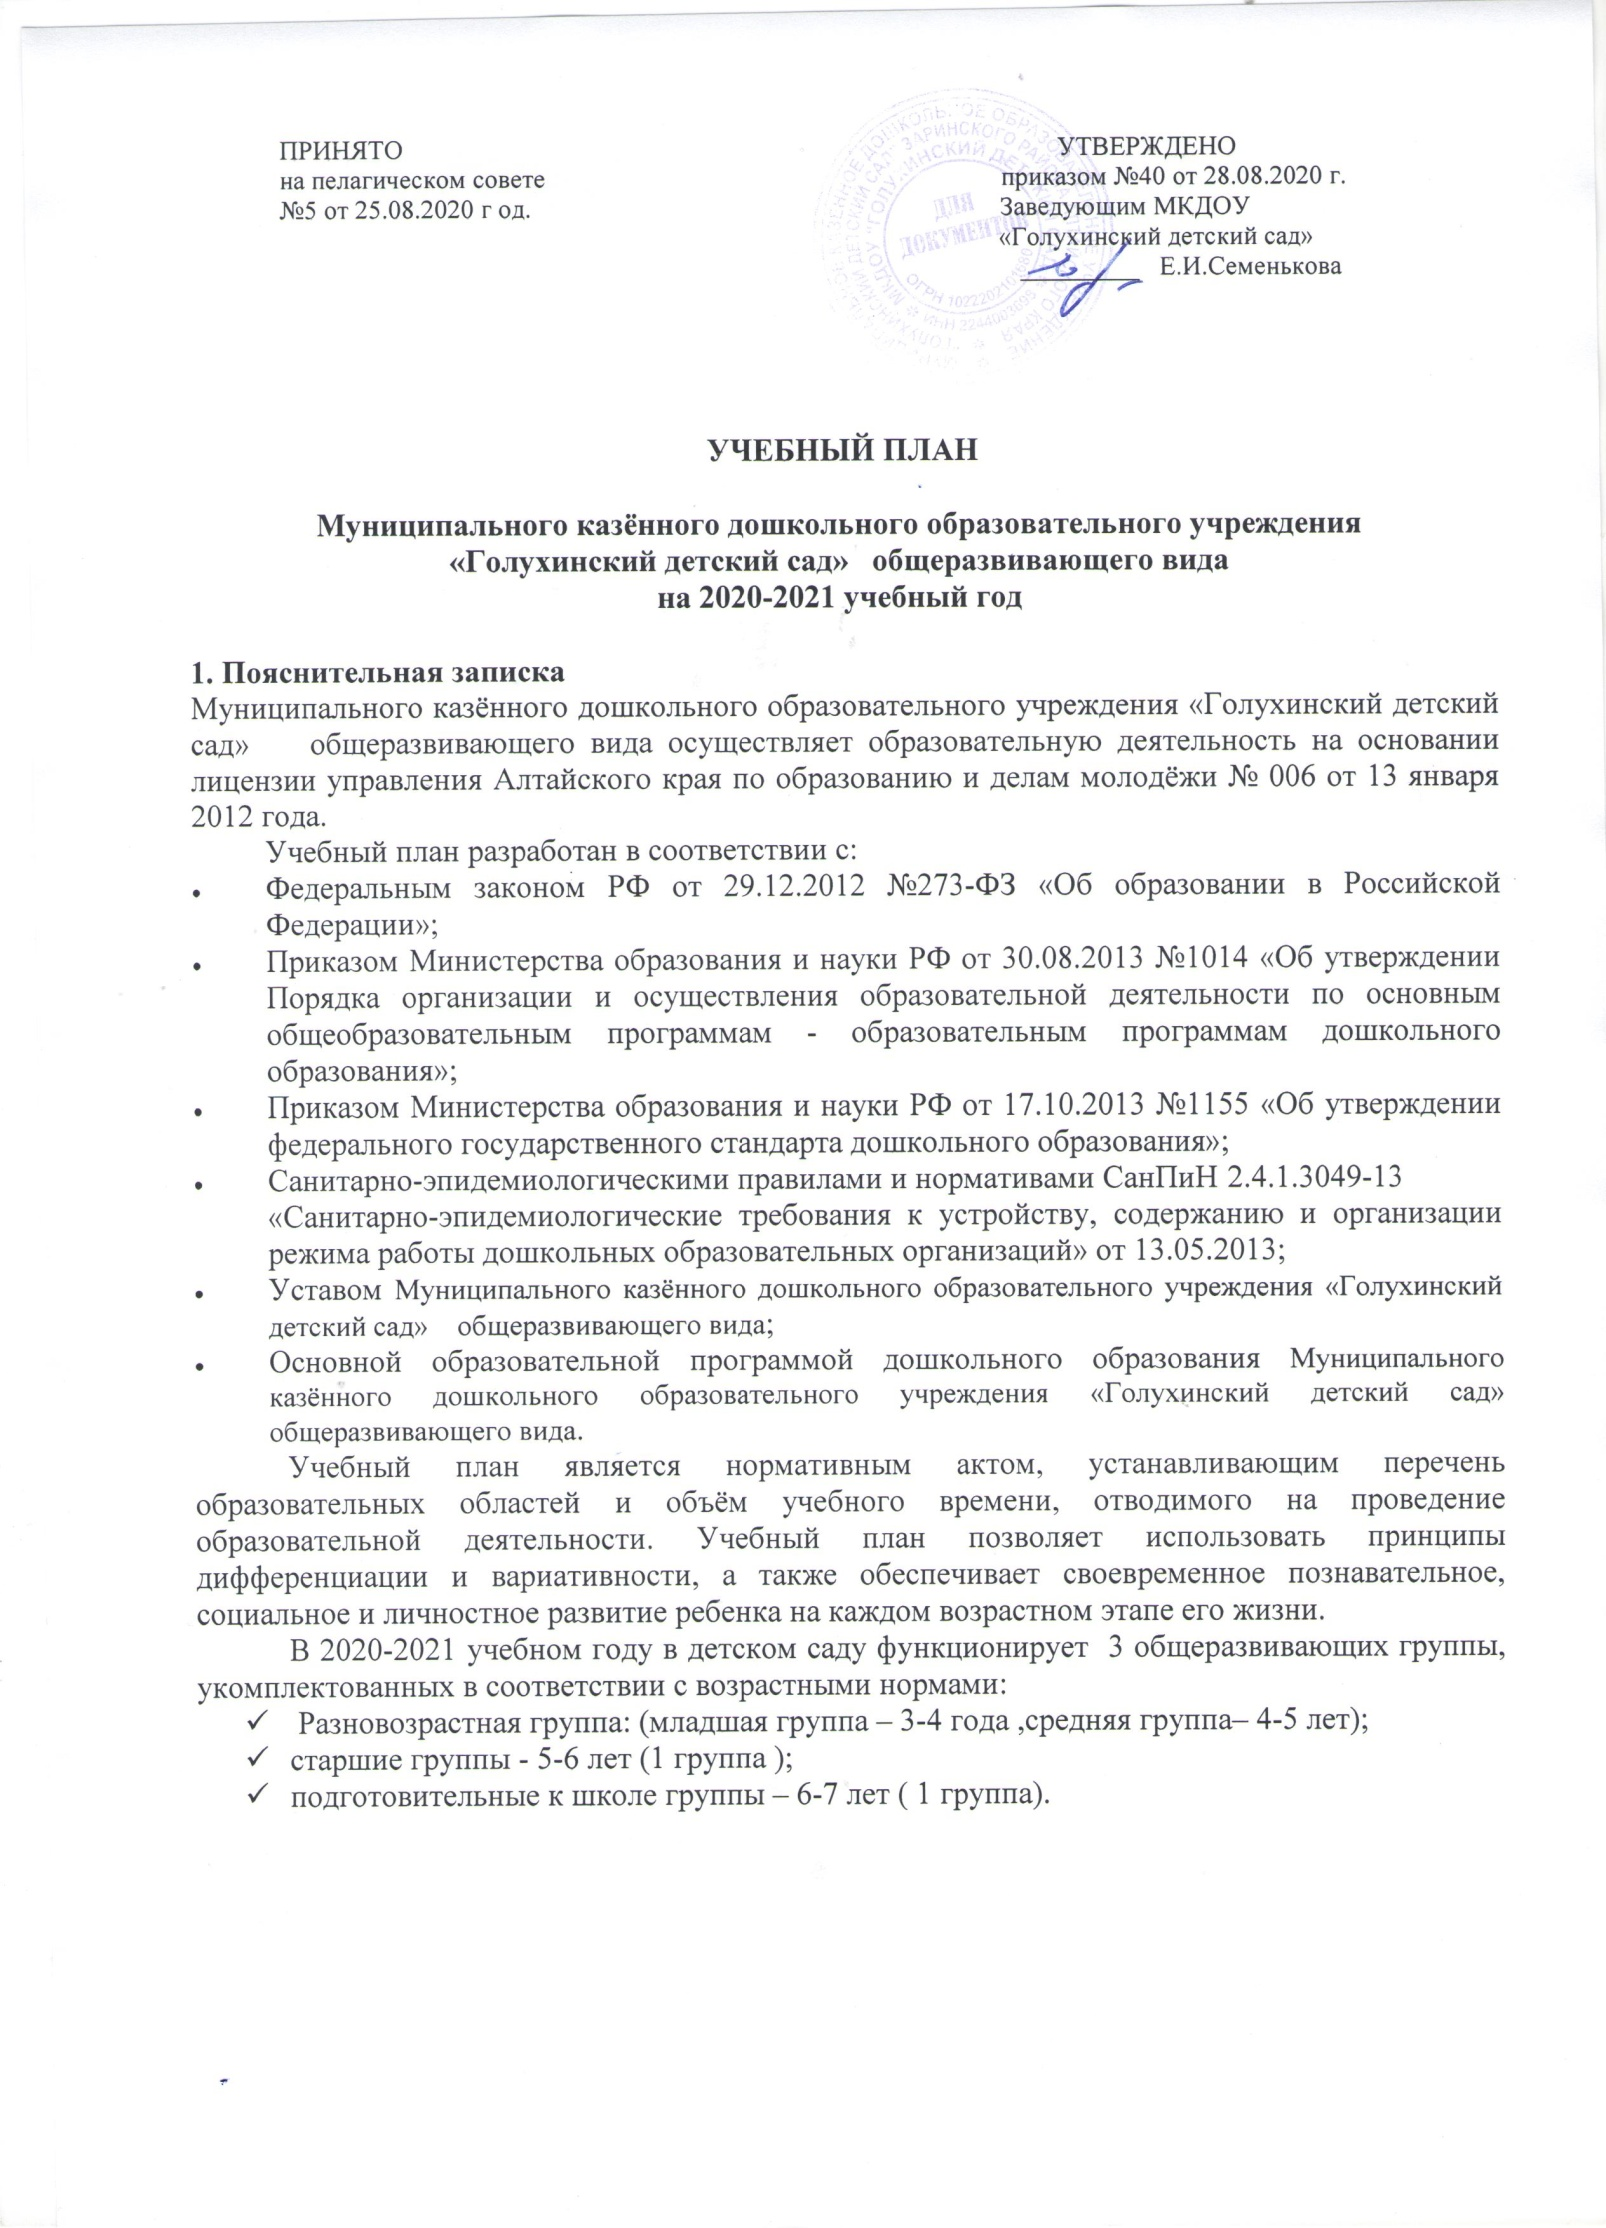 ПРИНЯТО
на пелагическом совете
№5 от 25.08.2020 г од.
УТВЕРЖДЕНО
приказом №40 от 28.08.2020 г.
Заведующим МКДОУ
«Голухинский детский сад»
Е.И.Семенькова
ДЛЯ
ДОКУМЕНТОВ
УЧЕБНЫЙ ПЛАН
Муниципального казённого дошкольного образовательного учреждения
«Голухинский детский сад» общеразвивающего вида
на 2020-2021 учебный год
1. Пояснительная записка
Муниципального казённого дошкольного образовательного учреждения «Голухинский детский
сад» общеразвивающего вида осуществляет образовательную деятельность на основании
лицензии управления Алтайского края по образованию и делам молодёжи № 006 от 13 января
2012 года.
Учебный план разработан в соответствии с:
• Федеральным законом РФ от 29.12.2012 №273-ФЗ «Об образовании в Российской
Федерации»;
• Приказом Министерства образования и науки РФ от 30.08.2013 №1014 «Об утверждении
Порядка организации и осуществления образовательной деятельности по основным
общеобразовательным программам - образовательным программам дошкольного
образования»;
• Приказом Министерства образования и науки РФ от 17.10.2013 №1155 «Об утверждении
федерального государственного стандарта дошкольного образования»;
• Санитарно-эпидемиологическими правилами и нормативами СанПиН 2.4.1.3049-13
«Санитарно-эпидемиологические требования к устройству, содержанию и организации
режима работы дошкольных образовательных организаций» от 13.05.2013;
• Уставом Муниципального казённого дошкольного образовательного учреждения «Голухинский
детский сад» общеразвивающего вида;
• Основной образовательной программой дошкольного образования Муниципального
казённого дошкольного образовательного учреждения «Голухинский детский сад»
общеразвивающего вида.
Учебный план является нормативным актом, устанавливающим перечень
образовательных областей и объём учебного времени, отводимого на проведение
образовательной деятельности. Учебный план позволяет использовать принципы
дифференциации и вариативности, а также обеспечивает своевременное познавательное,
социальное и личностное развитие ребенка на каждом возрастном этапе его жизни.
В 2020-2021 учебном году в детском саду функционирует 3 общеразвивающих группы,
укомплектованных в соответствии с возрастными нормами:
✓ Разновозрастная группа: (младшая группа – 3-4 года ,средняя группа– 4-5 лет);
✓ старшие группы - 5-6 лет (1 группа );
✓ подготовительные к школе группы – 6-7 лет ( 1 группа).